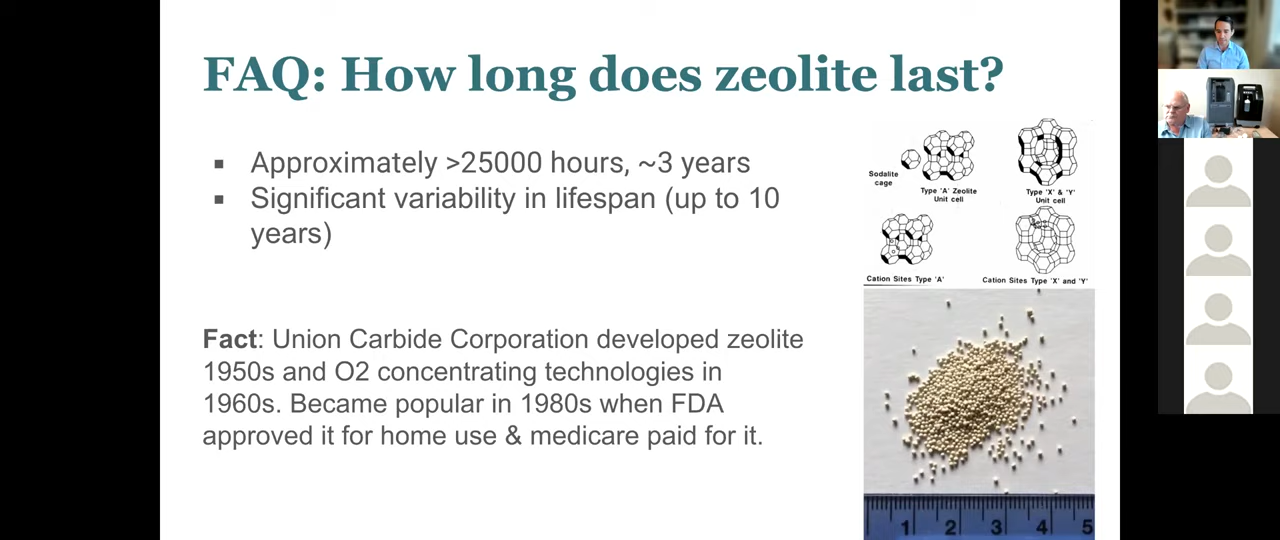 FAQ: How long does zeolite last?
▪ Approximately >25000 hours, ~3 years
▪ Significant variability in lifespan (up to 10
years)
Fact: Union Carbide Corporation developed zeolite
1950s and O2 concentrating technologies in
1960s. Became popular in 1980s when FDA
approved it for home use & medicare paid for it.
Sodalite
cage
Type 'A' Zeolite
Unit cell
Type 'X' & 'Y'
Unit cell
Cation Sites Type 'A'
Cation Sites Type 'X' and 'Y'
1 2 3 4 5